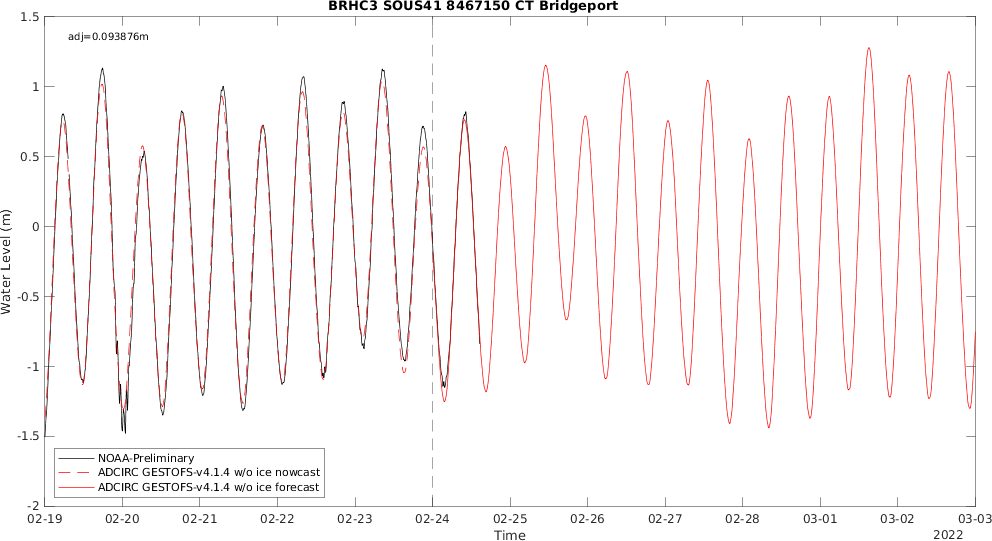 BRHC3 SOUS41 8467150 CT Bridgeport
adj=0.093876m
1.5
1
0.5
0
-0.5
-1
-1.5
-2
Water Level (m)
NOAA-Preliminary
ADCIRC GESTOFS-v4.1.4 w/o ice nowcast
ADCIRC GESTOFS-v4.1.4 w/o ice forecast
02-19 02-20 02-21 02-22 02-23 02-24 02-25 02-26 02-27 02-28 03-01 03-02 03-03
Time
2022